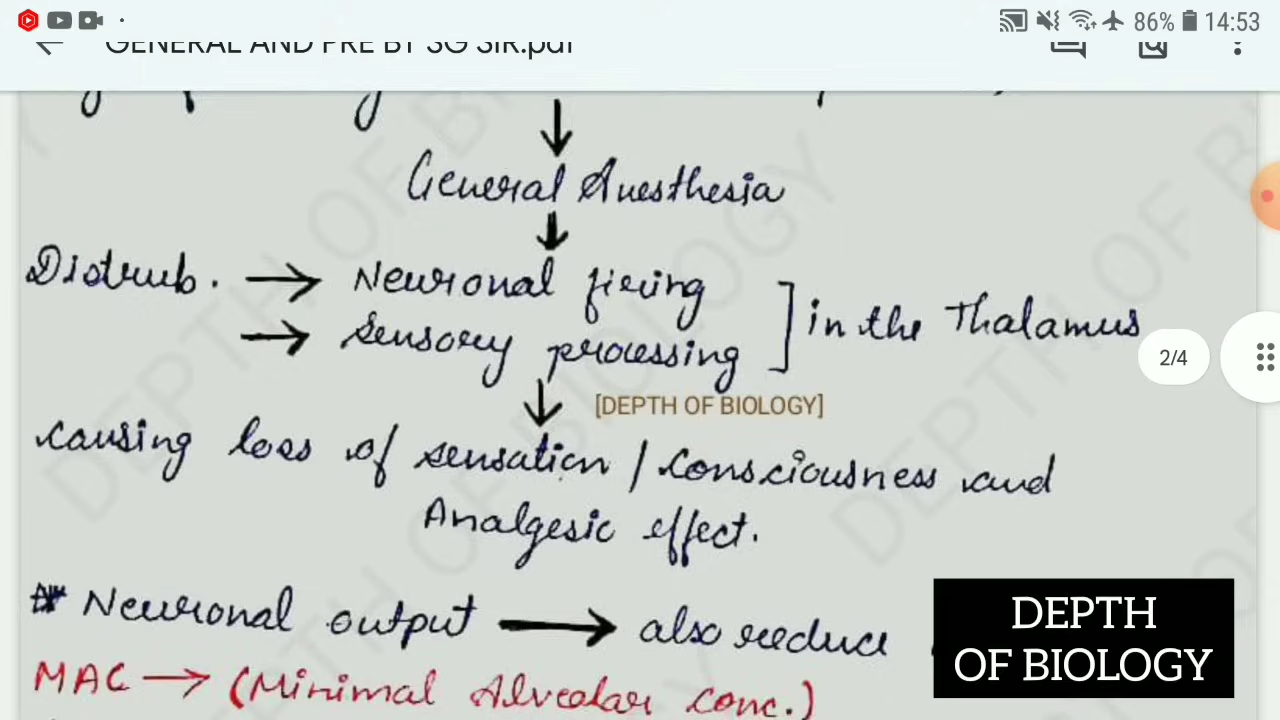 86% 14:53
GENERAL AND PRE BY SG SIR.pdf
General Anesthesia
Distrub. → Neuronal firing
→ sensory processing ] in the Thalamus
2/4
[DEPTH OF BIOLOGY]
causing loss of sensation / consciousness and
Analgesic effect.
* Neuronal output → also reduce
MAC → (Minimal Alveolar conc.)
DEPTH
OF BIOLOGY